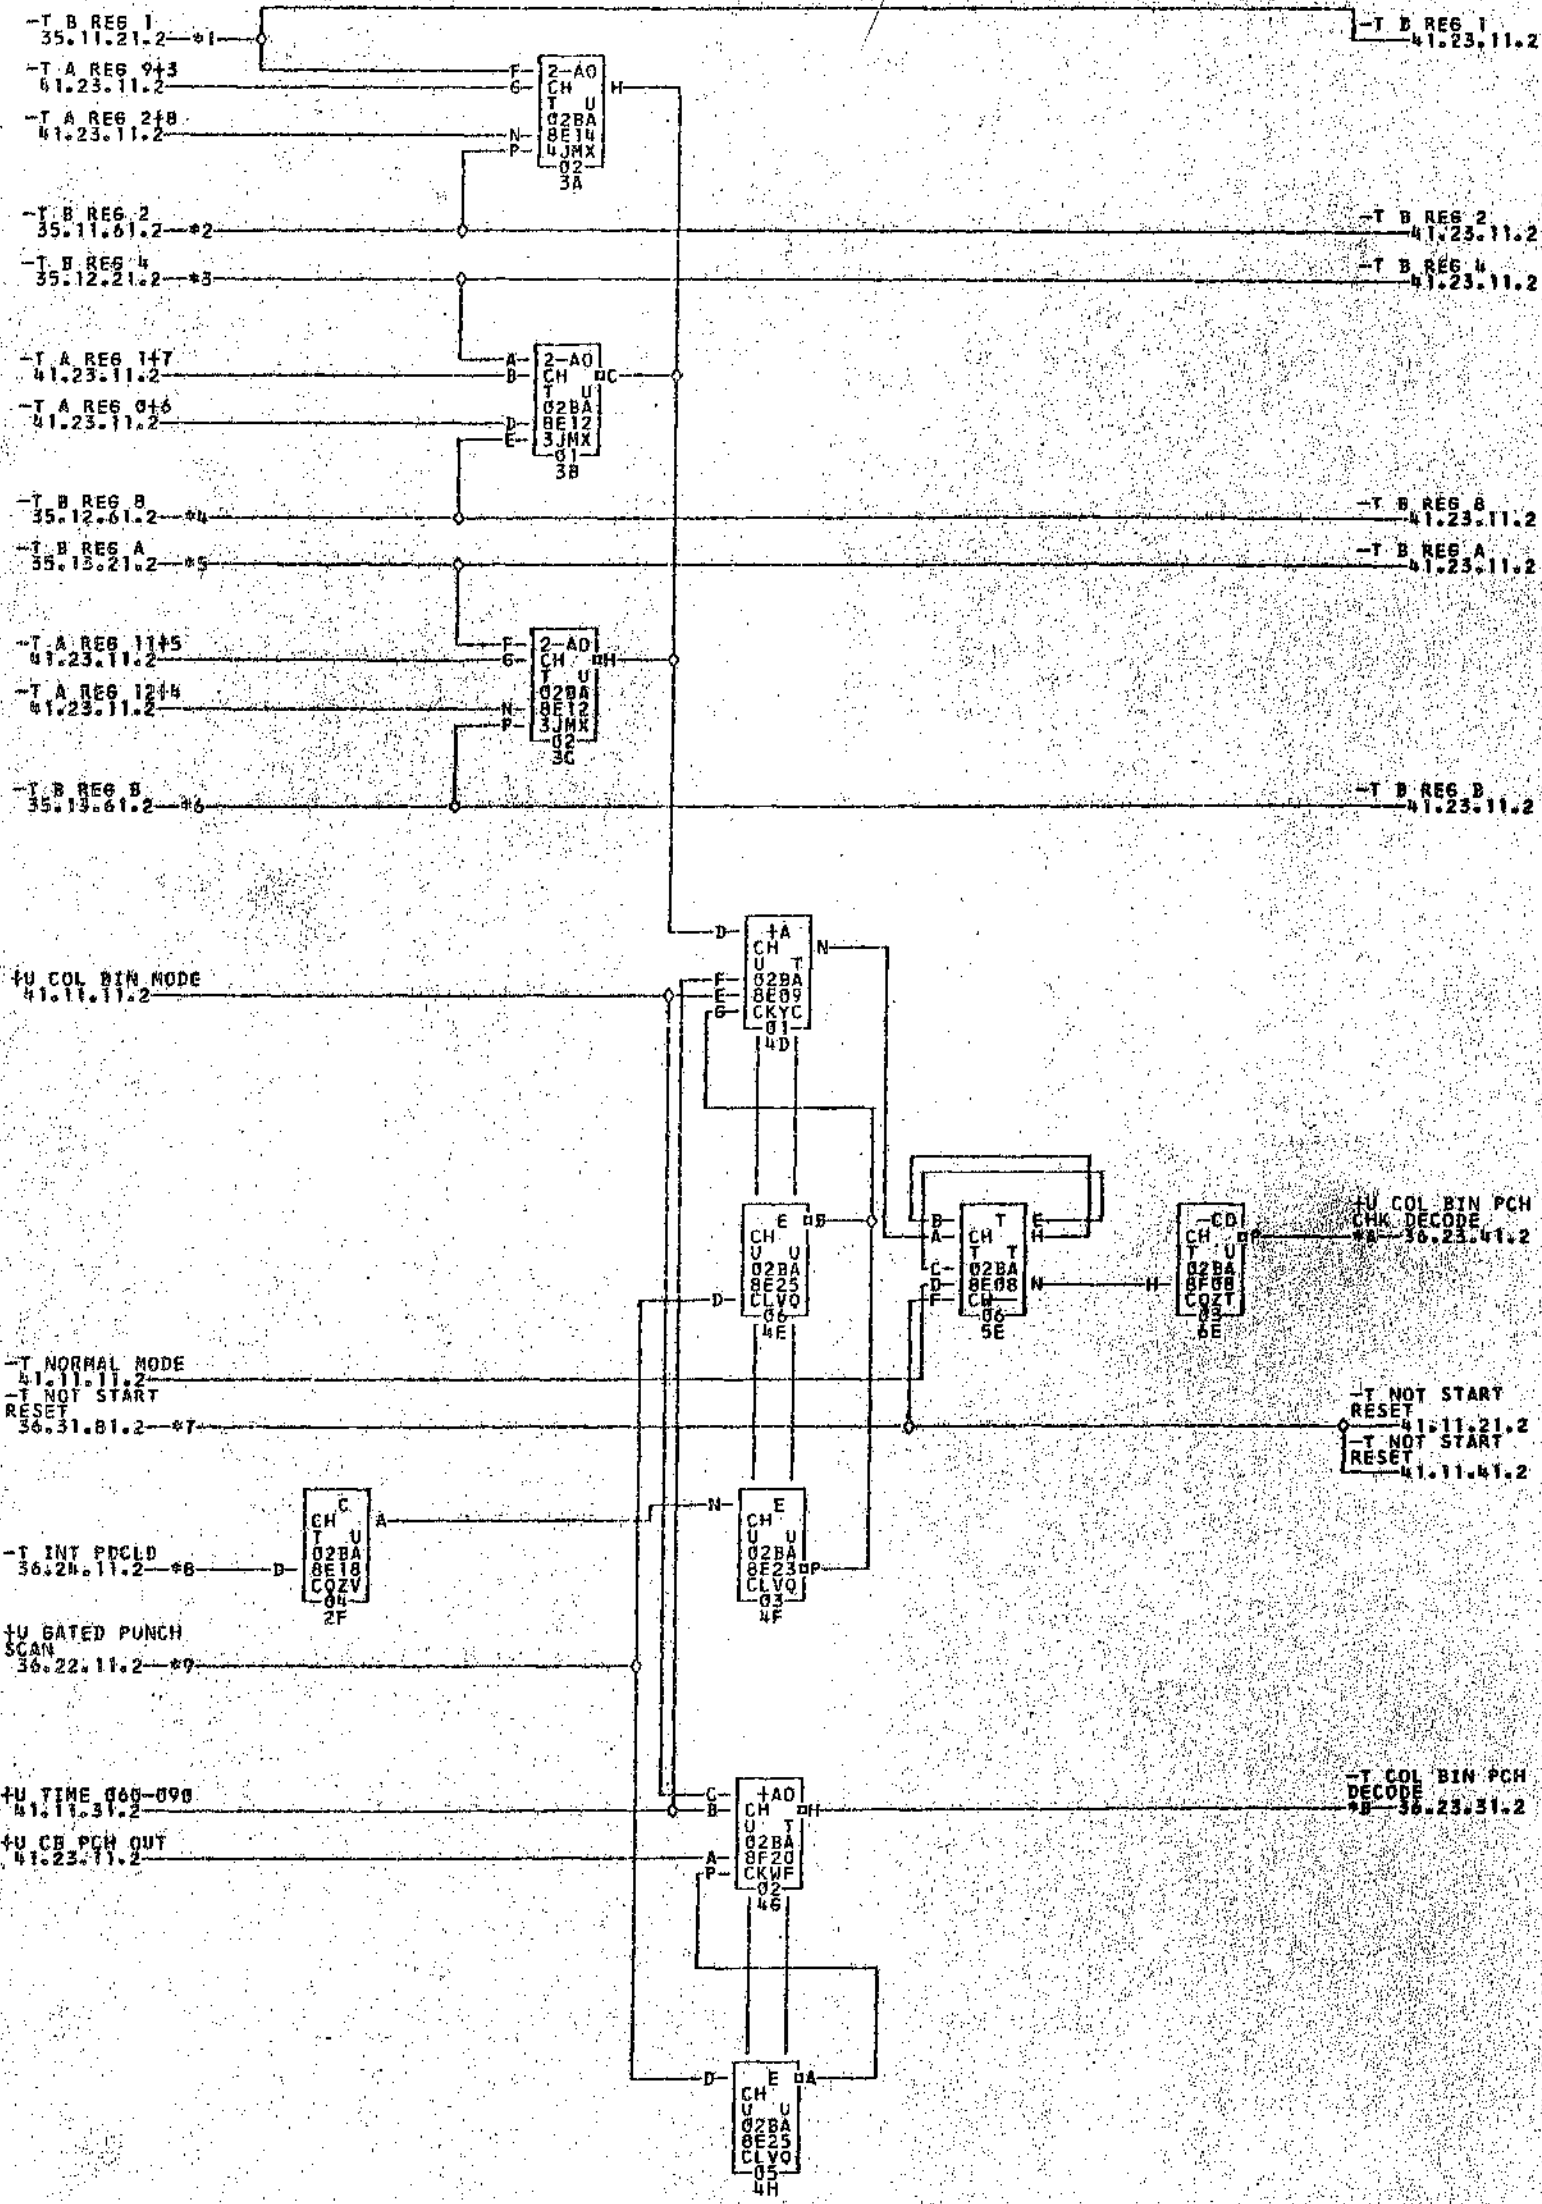 -T B REG 1
35.11.21.2 *1
-T B REG 1
41.23.11.2
-T A REG 9+3
41.23.11.2
-T A REG 2+8
41.23.11.2
F 2-AO
G CH H
T U
02BA
N 8E14
P 4JMX
02
3A
-T B REG 2
35.11.61.2 *2
-T B REG 2
41.23.11.2
-T B REG 4
35.12.21.2 *3
-T B REG 4
41.23.11.2
-T A REG 1+7
41.23.11.2
-T A REG 0+6
41.23.11.2
A 2-AO
B CH C
T U
02BA
D 8E12
E 3JMX
01
3B
-T B REG 8
35.12.61.2 *4
-T B REG 8
41.23.11.2
-T B REG A
35.13.21.2 *5
-T B REG A
41.23.11.2
-T A REG 11+5
41.23.11.2
-T A REG 12+4
41.23.11.2
F 2-AO
G CH H
T U
02BA
N 8E12
P 3JMX
02
3C
-T B REG B
35.13.61.2 *6
-T B REG B
41.23.11.2
D +A
CH N
U T
F 02BA
E 8E09
G CKYC
01
4D
+U COL BIN MODE
41.11.11.2
E B
CH
U U
02BA
D 8E25
CLVQ
06
4E
B T E
A CH H
T T
C 02BA
D 8E08 N
F
06
5E
-CO
CH P
T U
02BA
H 8F08
CQZT
03
6E
+U COL BIN PCH
CHK DECODE
*A 36.23.41.2
-T NORMAL MODE
41.11.11.2
-T NOT START
RESET
36.31.81.2 *7
-T NOT START
RESET
41.11.21.2
-T NOT START
RESET
41.11.41.2
C
CH A
T U
02BA
D 8E18
CQZV
04
2F
N E
CH
U U
02BA
8E23 P
CLVQ
03
4F
-T INT PDCLD
36.24.11.2 *8
+U GATED PUNCH
SCAN
36.22.11.2 *9
+U TIME 060-090
41.11.31.2
+U CB PCH OUT
41.23.11.2
C +AO
B CH H
U T
02BA
A 8F20
P CKWF
02
4G
-T COL BIN PCH
DECODE
*B 36.23.31.2
D E A
CH
U U
02BA
8E25
CLVQ
05
4H